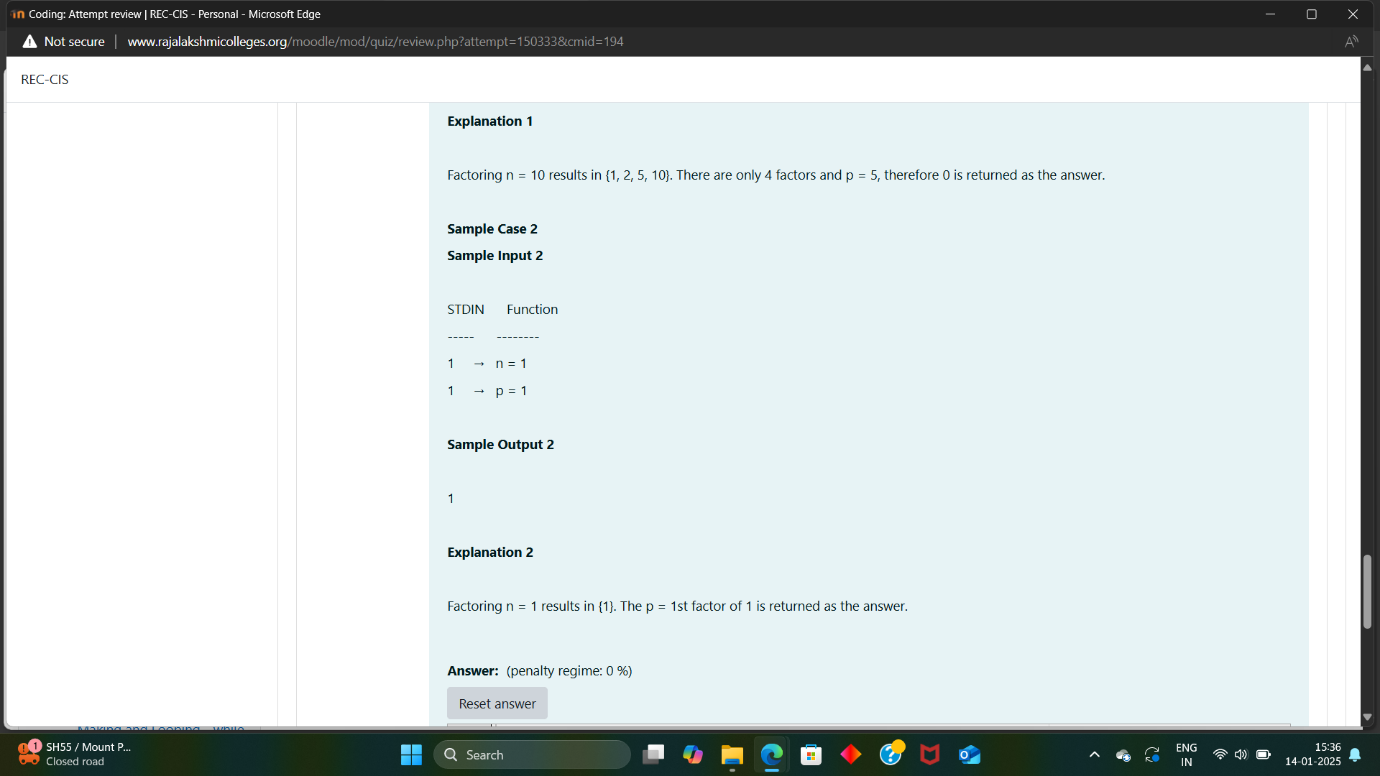 Coding: Attempt review | REC-CIS - Personal - Microsoft Edge
Not secure | www.rajalakshmicolleges.org/moodle/mod/quiz/review.php?attempt=150333&cmid=194
REC-CIS
Explanation 1
Factoring n = 10 results in {1, 2, 5, 10}. There are only 4 factors and p = 5, therefore 0 is returned as the answer.
Sample Case 2
Sample Input 2
STDIN Function
----- --------
1 → n = 1
1 → p = 1
Sample Output 2
1
Explanation 2
Factoring n = 1 results in {1}. The p = 1st factor of 1 is returned as the answer.
Answer: (penalty regime: 0 %)
Reset answer
Making and Looping - while
1
SH55 / Mount P...
Closed road
Search
ENG
IN
15:36
14-01-2025